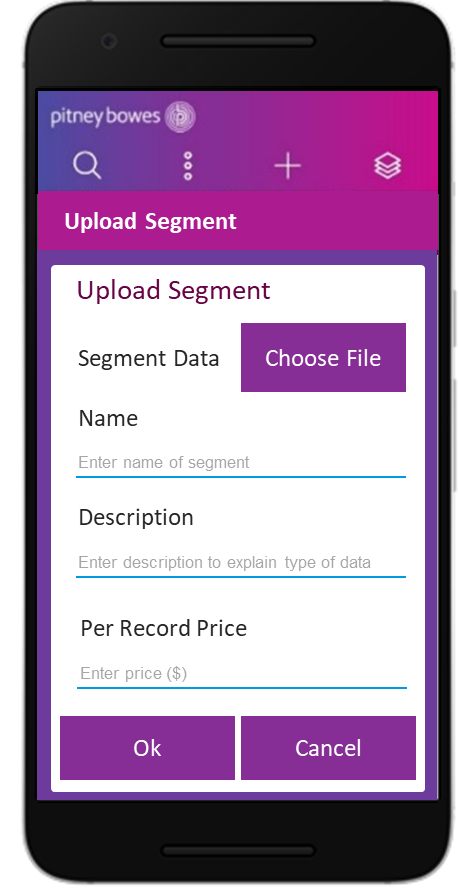 pitney bowes
Upload Segment
Upload Segment
Segment Data Choose File
Name
Enter name of segment
Description
Enter description to explain type of data
Per Record Price
Enter price ($)
Ok Cancel